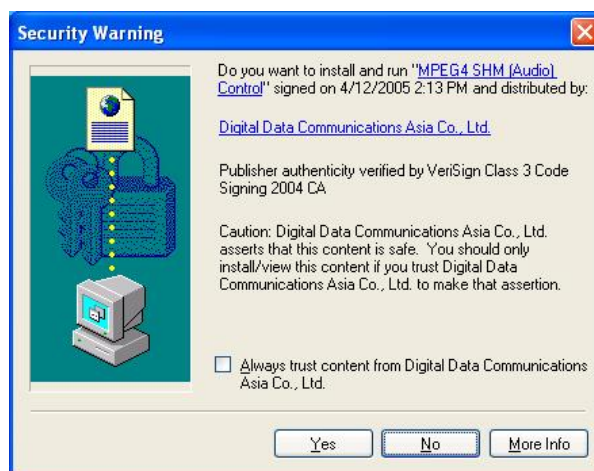 Security Warning
Do you want to install and run "MPEG4 SHM (Audio)
Control" signed on 4/12/2005 2:13 PM and distributed by:
Digital Data Communications Asia Co., Ltd.
Publisher authenticity verified by VeriSign Class 3 Code
Signing 2004 CA
Caution: Digital Data Communications Asia Co., Ltd.
asserts that this content is safe. You should only
install/view this content if you trust Digital Data
Communications Asia Co., Ltd. to make that assertion.
Always trust content from Digital Data Communications
Asia Co., Ltd.
Yes No More Info